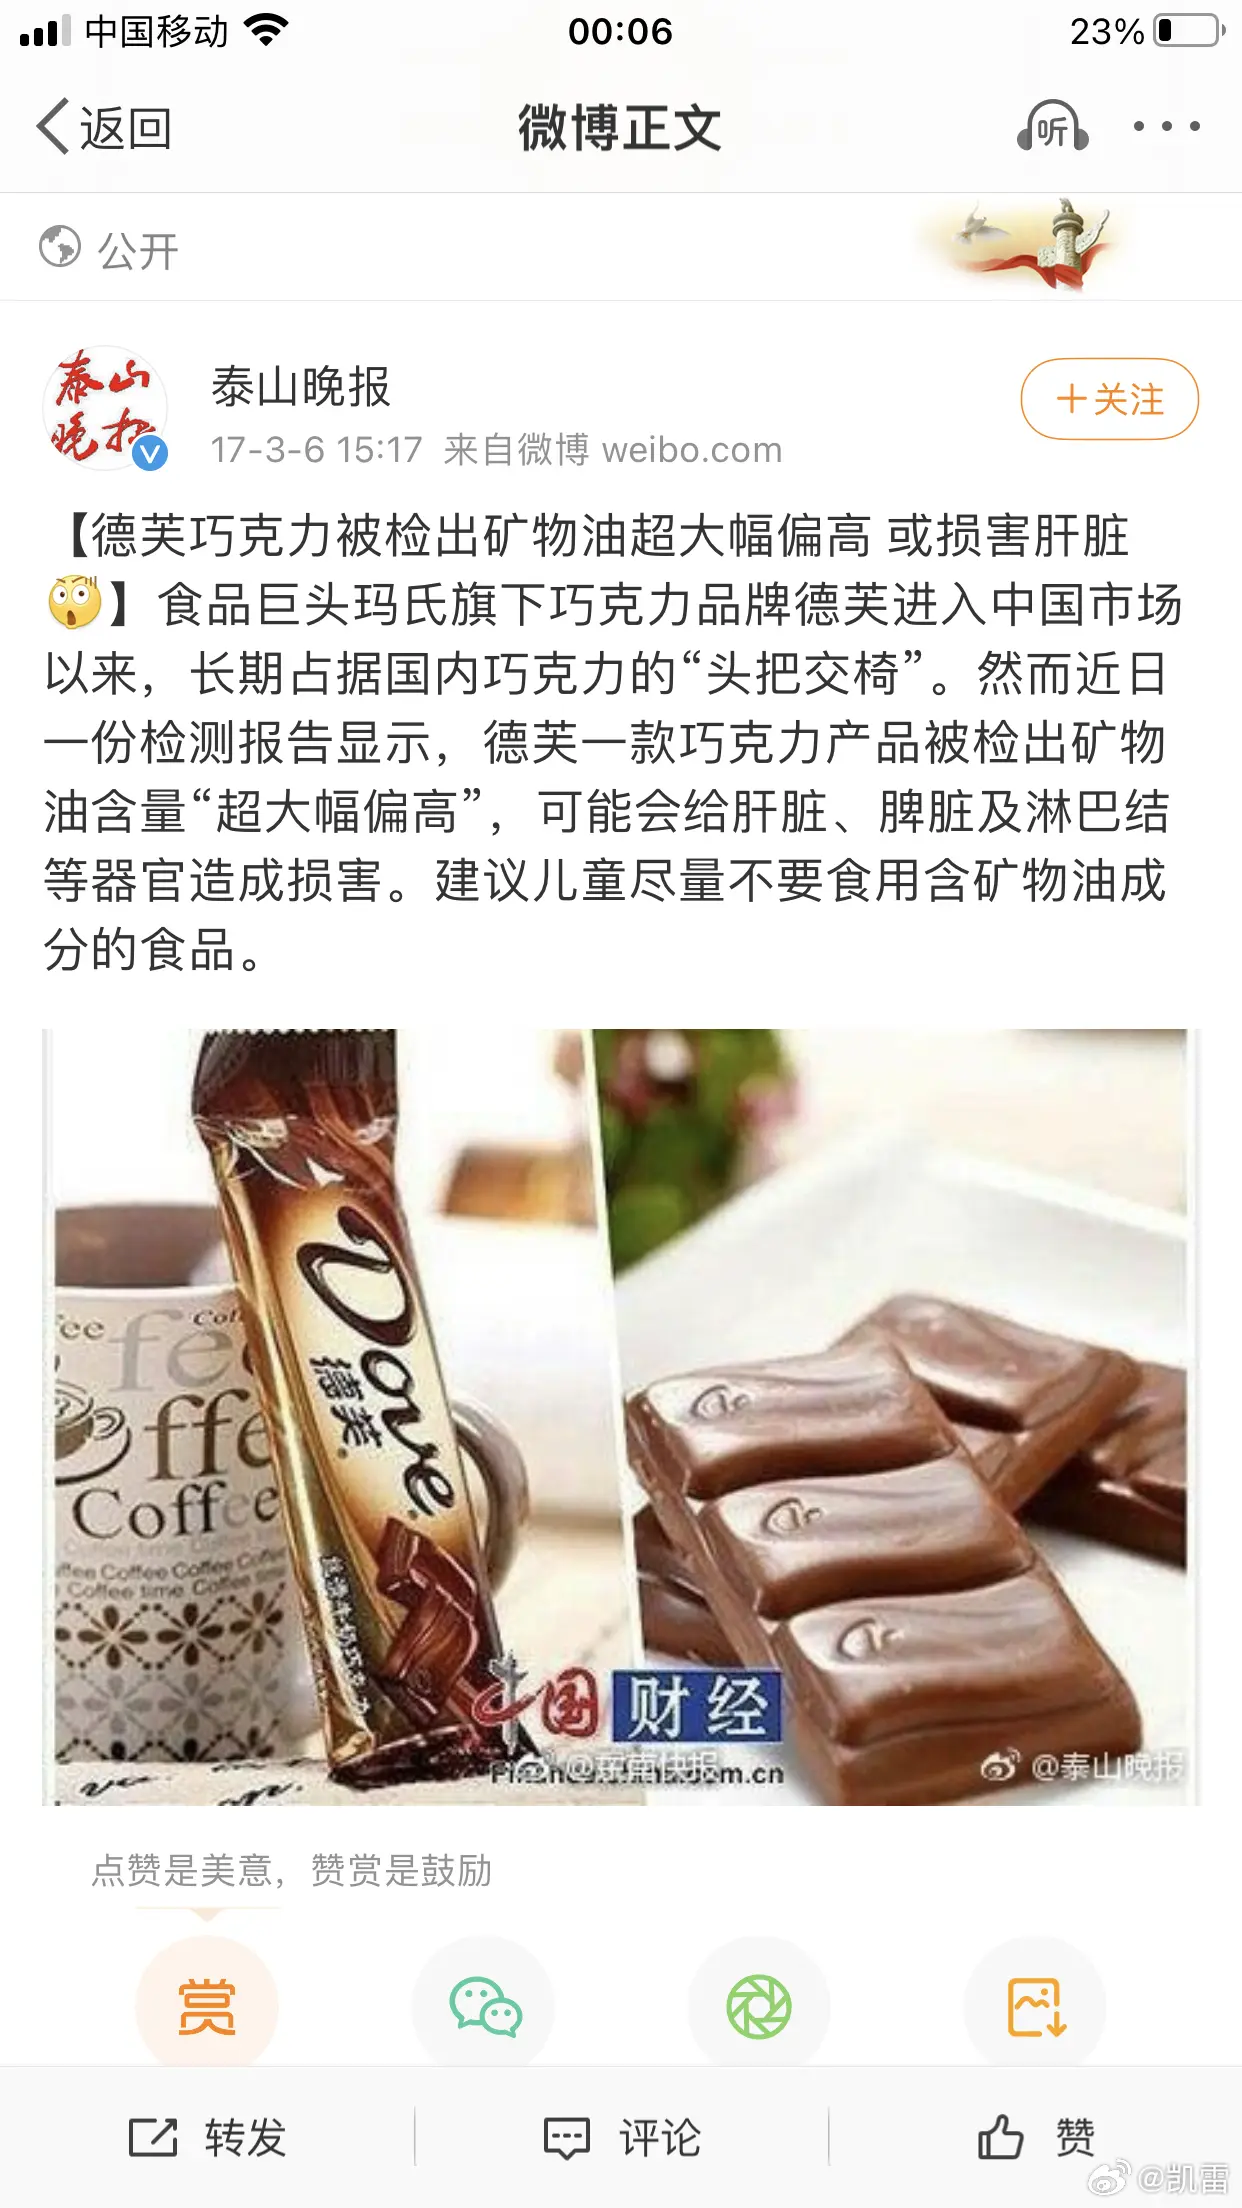 中国移动
00:06
23%
返回
微博正文
听
公开
泰山晚报
泰山
晚报
+关注
17-3-6 15:17 来自微博 weibo.com
【德芙巧克力被检出矿物油超大幅偏高 或损害肝脏
】食品巨头玛氏旗下巧克力品牌德芙进入中国市场
以来，长期占据国内巧克力的“头把交椅”。然而近日
一份检测报告显示，德芙一款巧克力产品被检出矿物
油含量“超大幅偏高”，可能会给肝脏、脾脏及淋巴结
等器官造成损害。建议儿童尽量不要食用含矿物油成
分的食品。
Dove
德芙
Coffee
Coffee
中国财经
@东南快报
@泰山晚报
点赞是美意，赞赏是鼓励
赏
转发
评论
赞
@凯雷